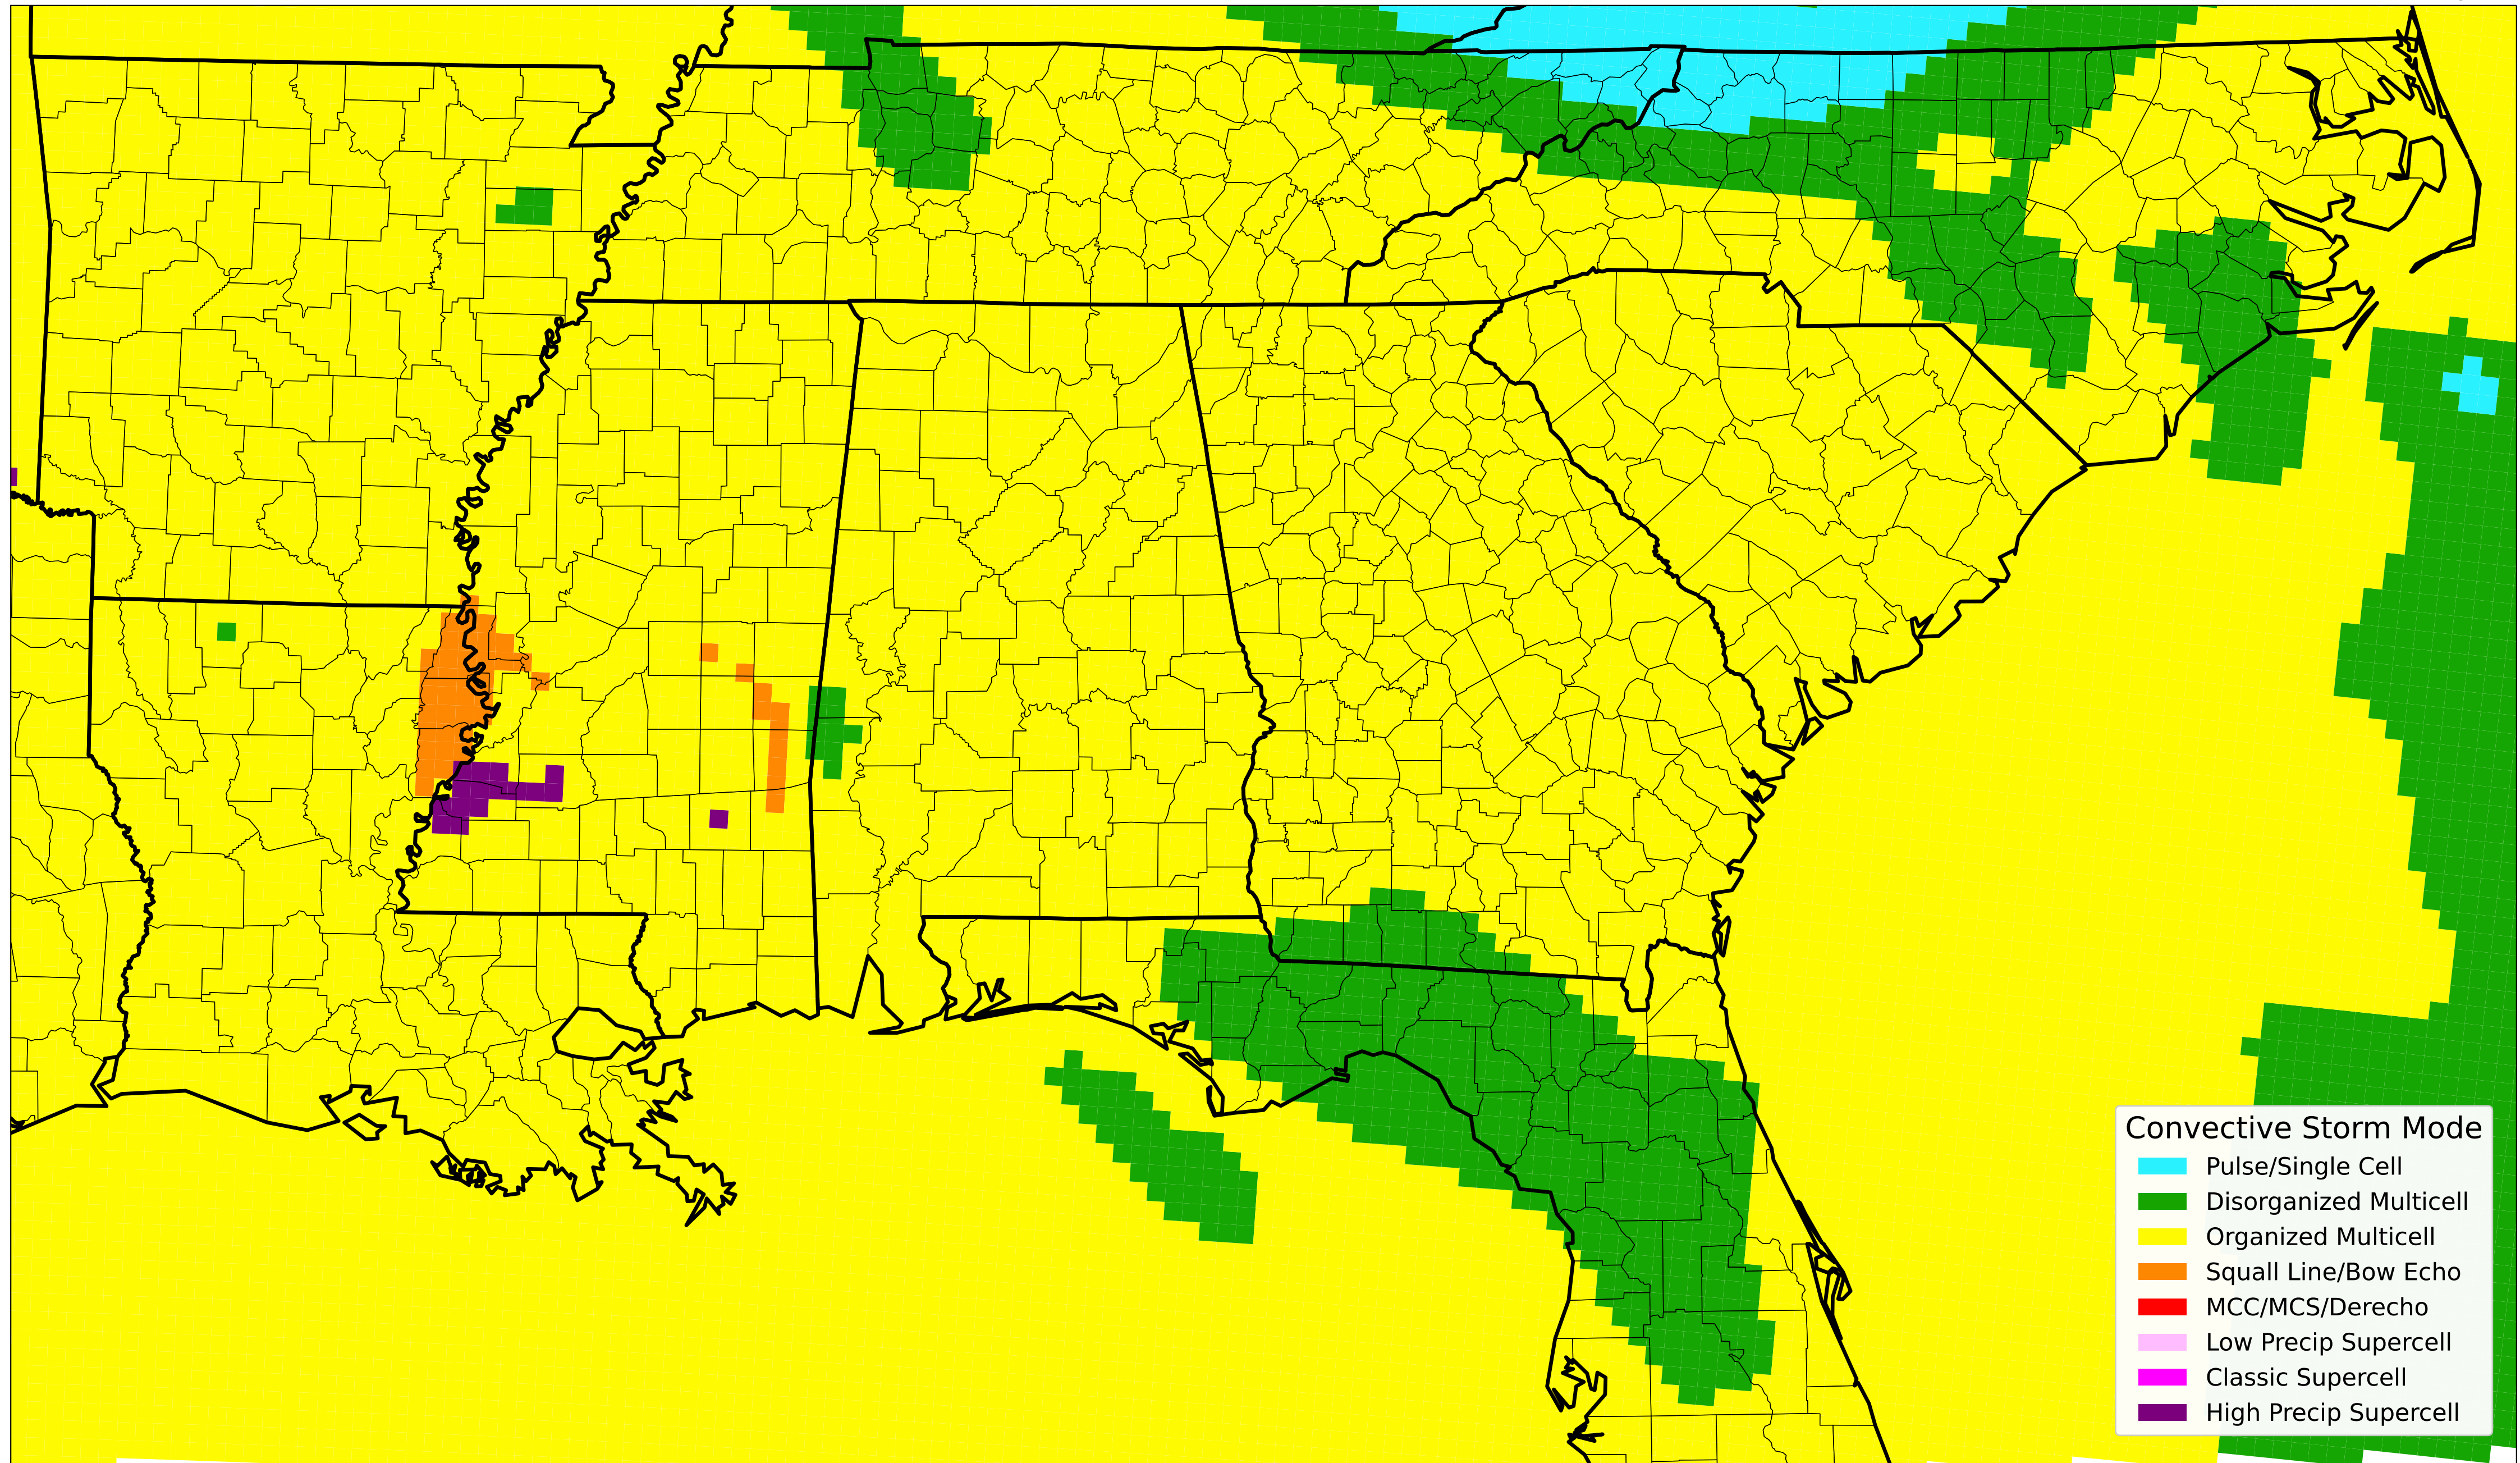 Convective Storm Mode
Pulse/Single Cell
Disorganized Multicell
Organized Multicell
Squall Line/Bow Echo
MCC/MCS/Derecho
Low Precip Supercell
Classic Supercell
High Precip Supercell